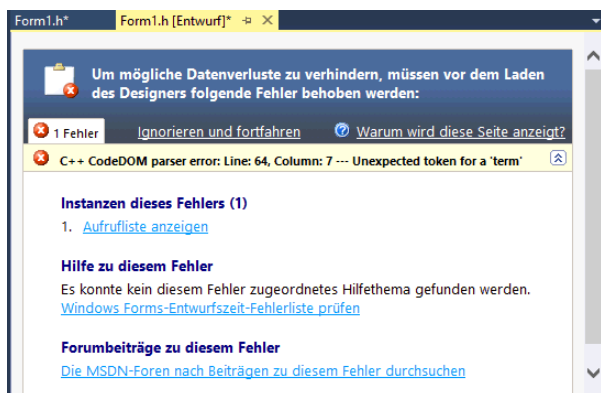 Form1.h*
Form1.h [Entwurf]*
Um mögliche Datenverluste zu verhindern, müssen vor dem Laden
des Designers folgende Fehler behoben werden:
1 Fehler Ignorieren und fortfahren Warum wird diese Seite anzeigt?
C++ CodeDOM parser error: Line: 64, Column: 7 --- Unexpected token for a 'term'
Instanzen dieses Fehlers (1)
1. Aufrufliste anzeigen
Hilfe zu diesem Fehler
Es konnte kein diesem Fehler zugeordnetes Hilfethema gefunden werden.
Windows Forms-Entwurfszeit-Fehlerliste prüfen
Forumbeiträge zu diesem Fehler
Die MSDN-Foren nach Beiträgen zu diesem Fehler durchsuchen